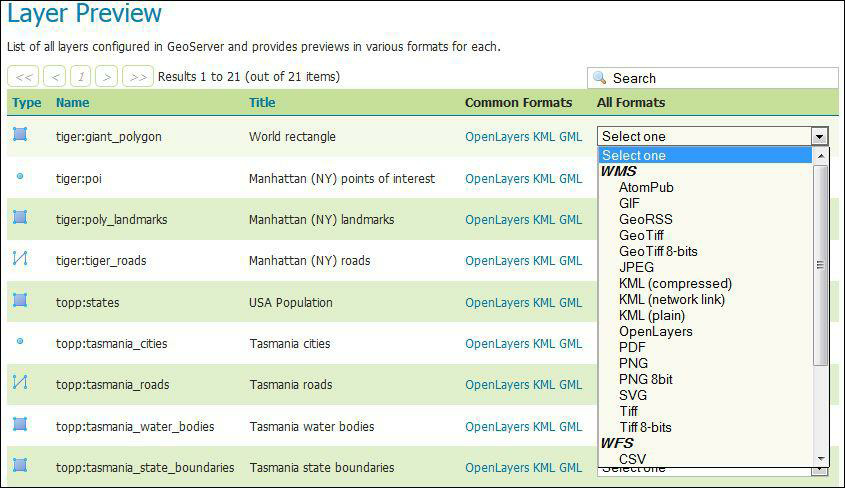 Layer Preview
List of all layers configured in GeoServer and provides previews in various formats for each.
<< < 1 > >> Results 1 to 21 (out of 21 items) Search
Type Name Title Common Formats All Formats
tiger:giant_polygon World rectangle OpenLayers KML GML Select one
Select one
tiger:poi Manhattan (NY) points of interest OpenLayers KML GML
tiger:poly_landmarks Manhattan (NY) landmarks OpenLayers KML GML
tiger:tiger_roads Manhattan (NY) roads OpenLayers KML GML
topp:states USA Population OpenLayers KML GML
topp:tasmania_cities Tasmania cities OpenLayers KML GML
topp:tasmania_roads Tasmania roads OpenLayers KML GML
topp:tasmania_water_bodies Tasmania water bodies OpenLayers KML GML
topp:tasmania_state_boundaries Tasmania state boundaries OpenLayers KML GML Select one
WMS
AtomPub
GIF
GeoRSS
GeoTiff
GeoTiff 8-bits
JPEG
KML (compressed)
KML (network link)
KML (plain)
OpenLayers
PDF
PNG
PNG 8bit
SVG
Tiff
Tiff 8-bits
WFS
CSV